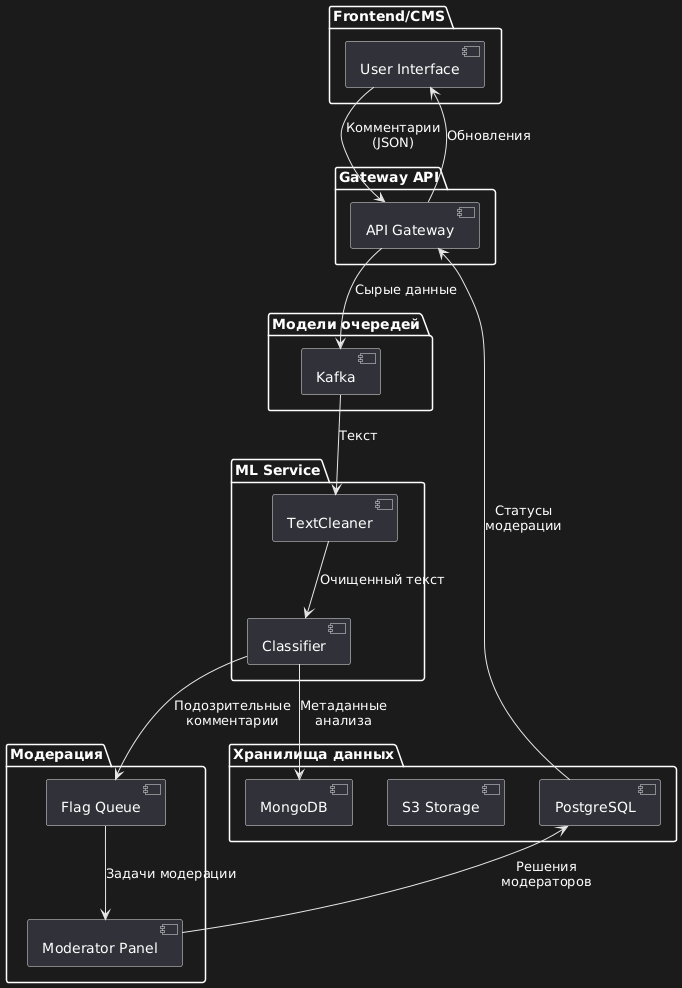 Frontend/CMS
User Interface
Комментарии
(JSON)
Обновления
Gateway API
API Gateway
Сырые данные
Модели очередей
Kafka
Текст
ML Service
TextCleaner
Статусы
модерации
Очищенный текст
Classifier
Подозрительные
комментарии
Метаданные
анализа
Модерация
Хранилища данных
Flag Queue
MongoDB
S3 Storage
PostgreSQL
Задачи модерации
Решения
модераторов
Moderator Panel